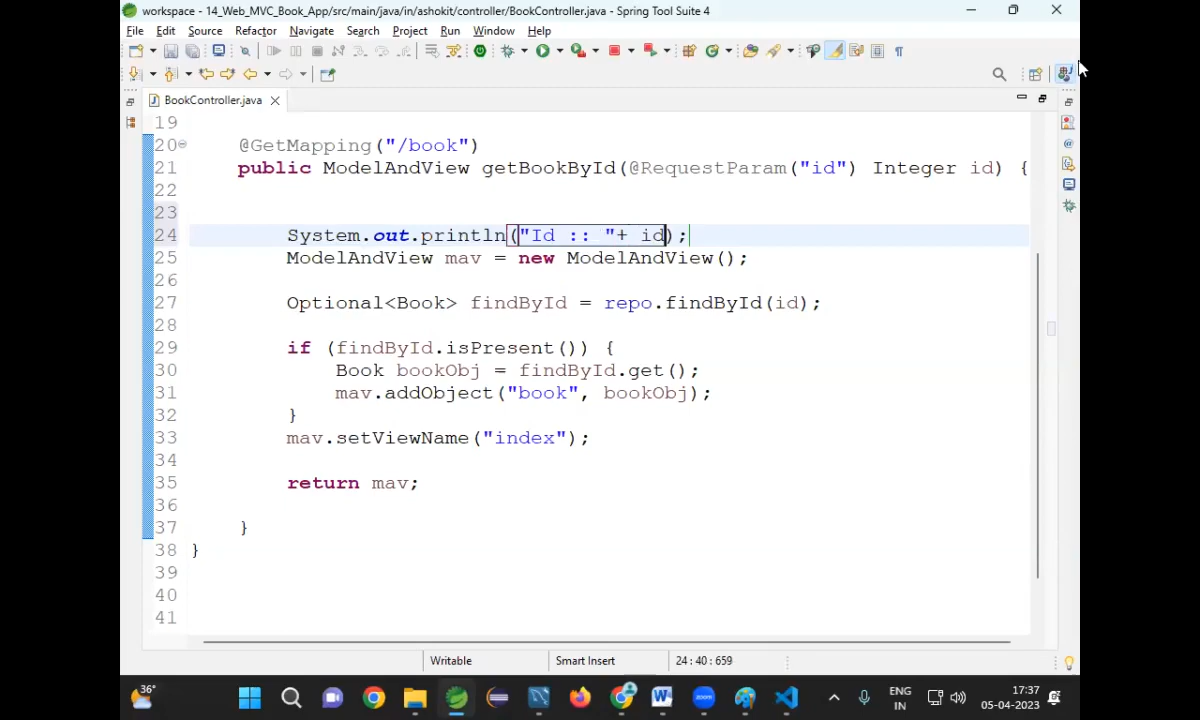 workspace - 14_Web_MVC_Book_App/src/main/java/in/ashokit/controller/BookController.java - Spring Tool Suite 4
File Edit Source Refactor Navigate Search Project Run Window Help
BookController.java
19
20 @GetMapping("/book")
21 public ModelAndView getBookById(@RequestParam("id") Integer id) {
22
23
24 System.out.println("Id :: "+ id);
25 ModelAndView mav = new ModelAndView();
26
27 Optional<Book> findById = repo.findById(id);
28
29 if (findById.isPresent()) {
30 Book bookObj = findById.get();
31 mav.addObject("book", bookObj);
32 }
33 mav.setViewName("index");
34
35 return mav;
36
37 }
38 }
39
40
41
Writable Smart Insert 24 : 40 : 659
36°
ENG
IN
17:37
05-04-2023